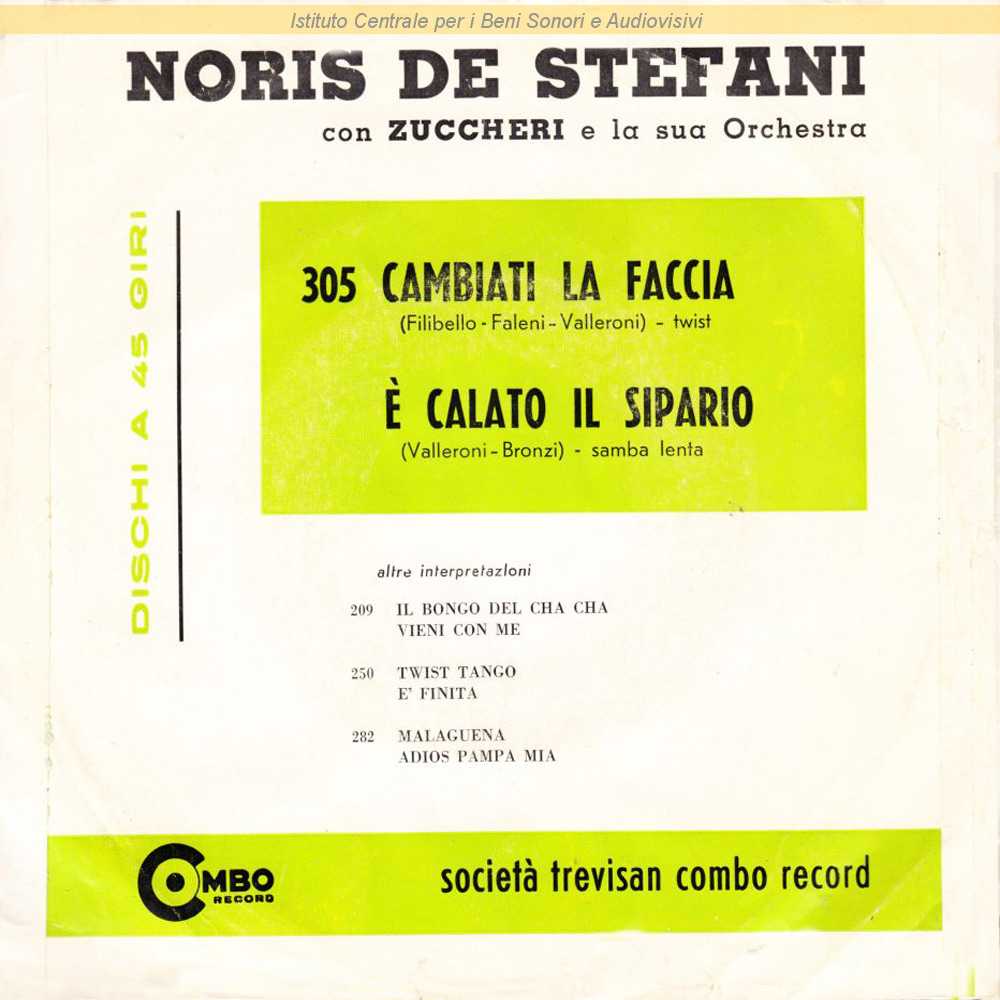 Istituto Centrale per i Beni Sonori e Audiovisivi
NORIS DE STEFANI
con ZUCCHERI e la sua Orchestra
DISCHI A 45 GIRI
305 CAMBIATI LA FACCIA
(Filibello - Faleni - Valleroni) - twist
È CALATO IL SIPARIO
(Valleroni - Bronzi) - samba lenta
altre interpretazioni
209 IL BONGO DEL CHA CHA
VIENI CON ME
250 TWIST TANGO
E' FINITA
282 MALAGUENA
ADIOS PAMPA MIA
COMBO
RECORD
società trevisan combo record